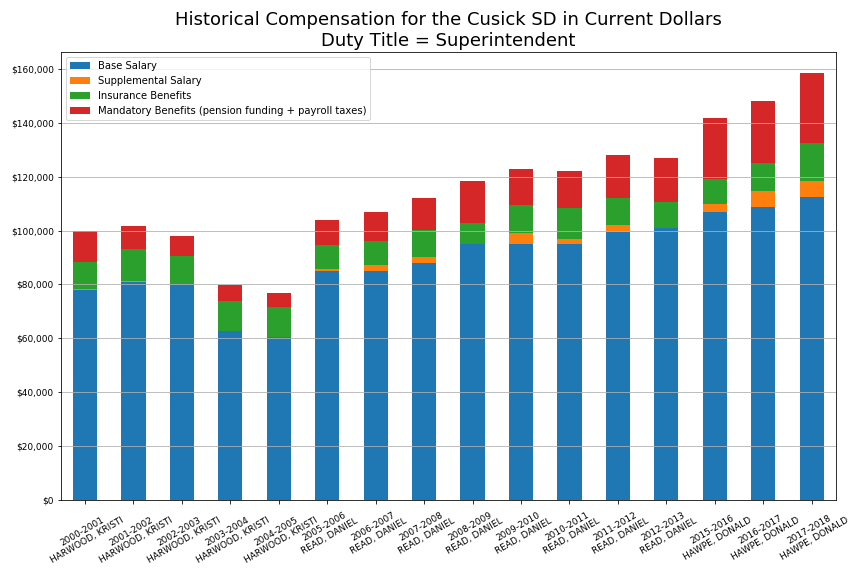 Historical Compensation for the Cusick SD in Current Dollars
Duty Title = Superintendent
Base Salary
Supplemental Salary
Insurance Benefits
Mandatory Benefits (pension funding + payroll taxes)
$160,000
$140,000
$120,000
$100,000
$80,000
$60,000
$40,000
$20,000
$0
2000-2001
HARWOOD, KRISTI
2001-2002
HARWOOD, KRISTI
2002-2003
HARWOOD, KRISTI
2003-2004
HARWOOD, KRISTI
2004-2005
HARWOOD, KRISTI
2005-2006
READ, DANIEL
2006-2007
READ, DANIEL
2007-2008
READ, DANIEL
2008-2009
READ, DANIEL
2009-2010
READ, DANIEL
2010-2011
READ, DANIEL
2011-2012
READ, DANIEL
2012-2013
READ, DANIEL
2015-2016
HAWPE, DONALD
2016-2017
HAWPE, DONALD
2017-2018
HAWPE, DONALD